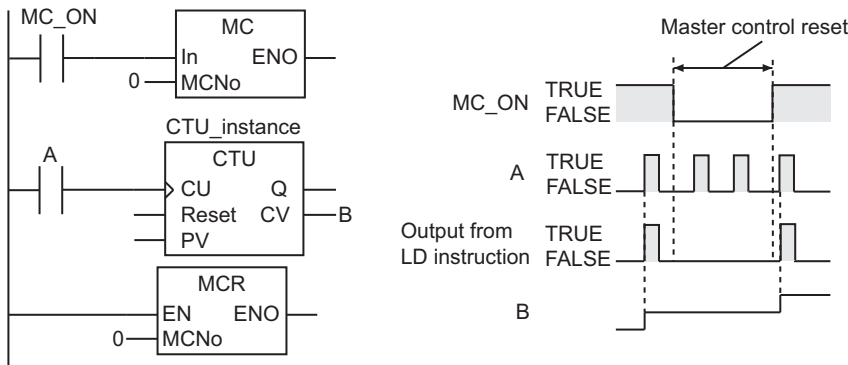 MC_ON
MC
In ENO
0 MCNo
CTU_instance
A
CTU
CU Q
Reset CV B
PV
MCR
EN ENO
0 MCNo
Master control reset
MC_ON TRUE
FALSE
A TRUE
FALSE
Output from TRUE
LD instruction FALSE
B